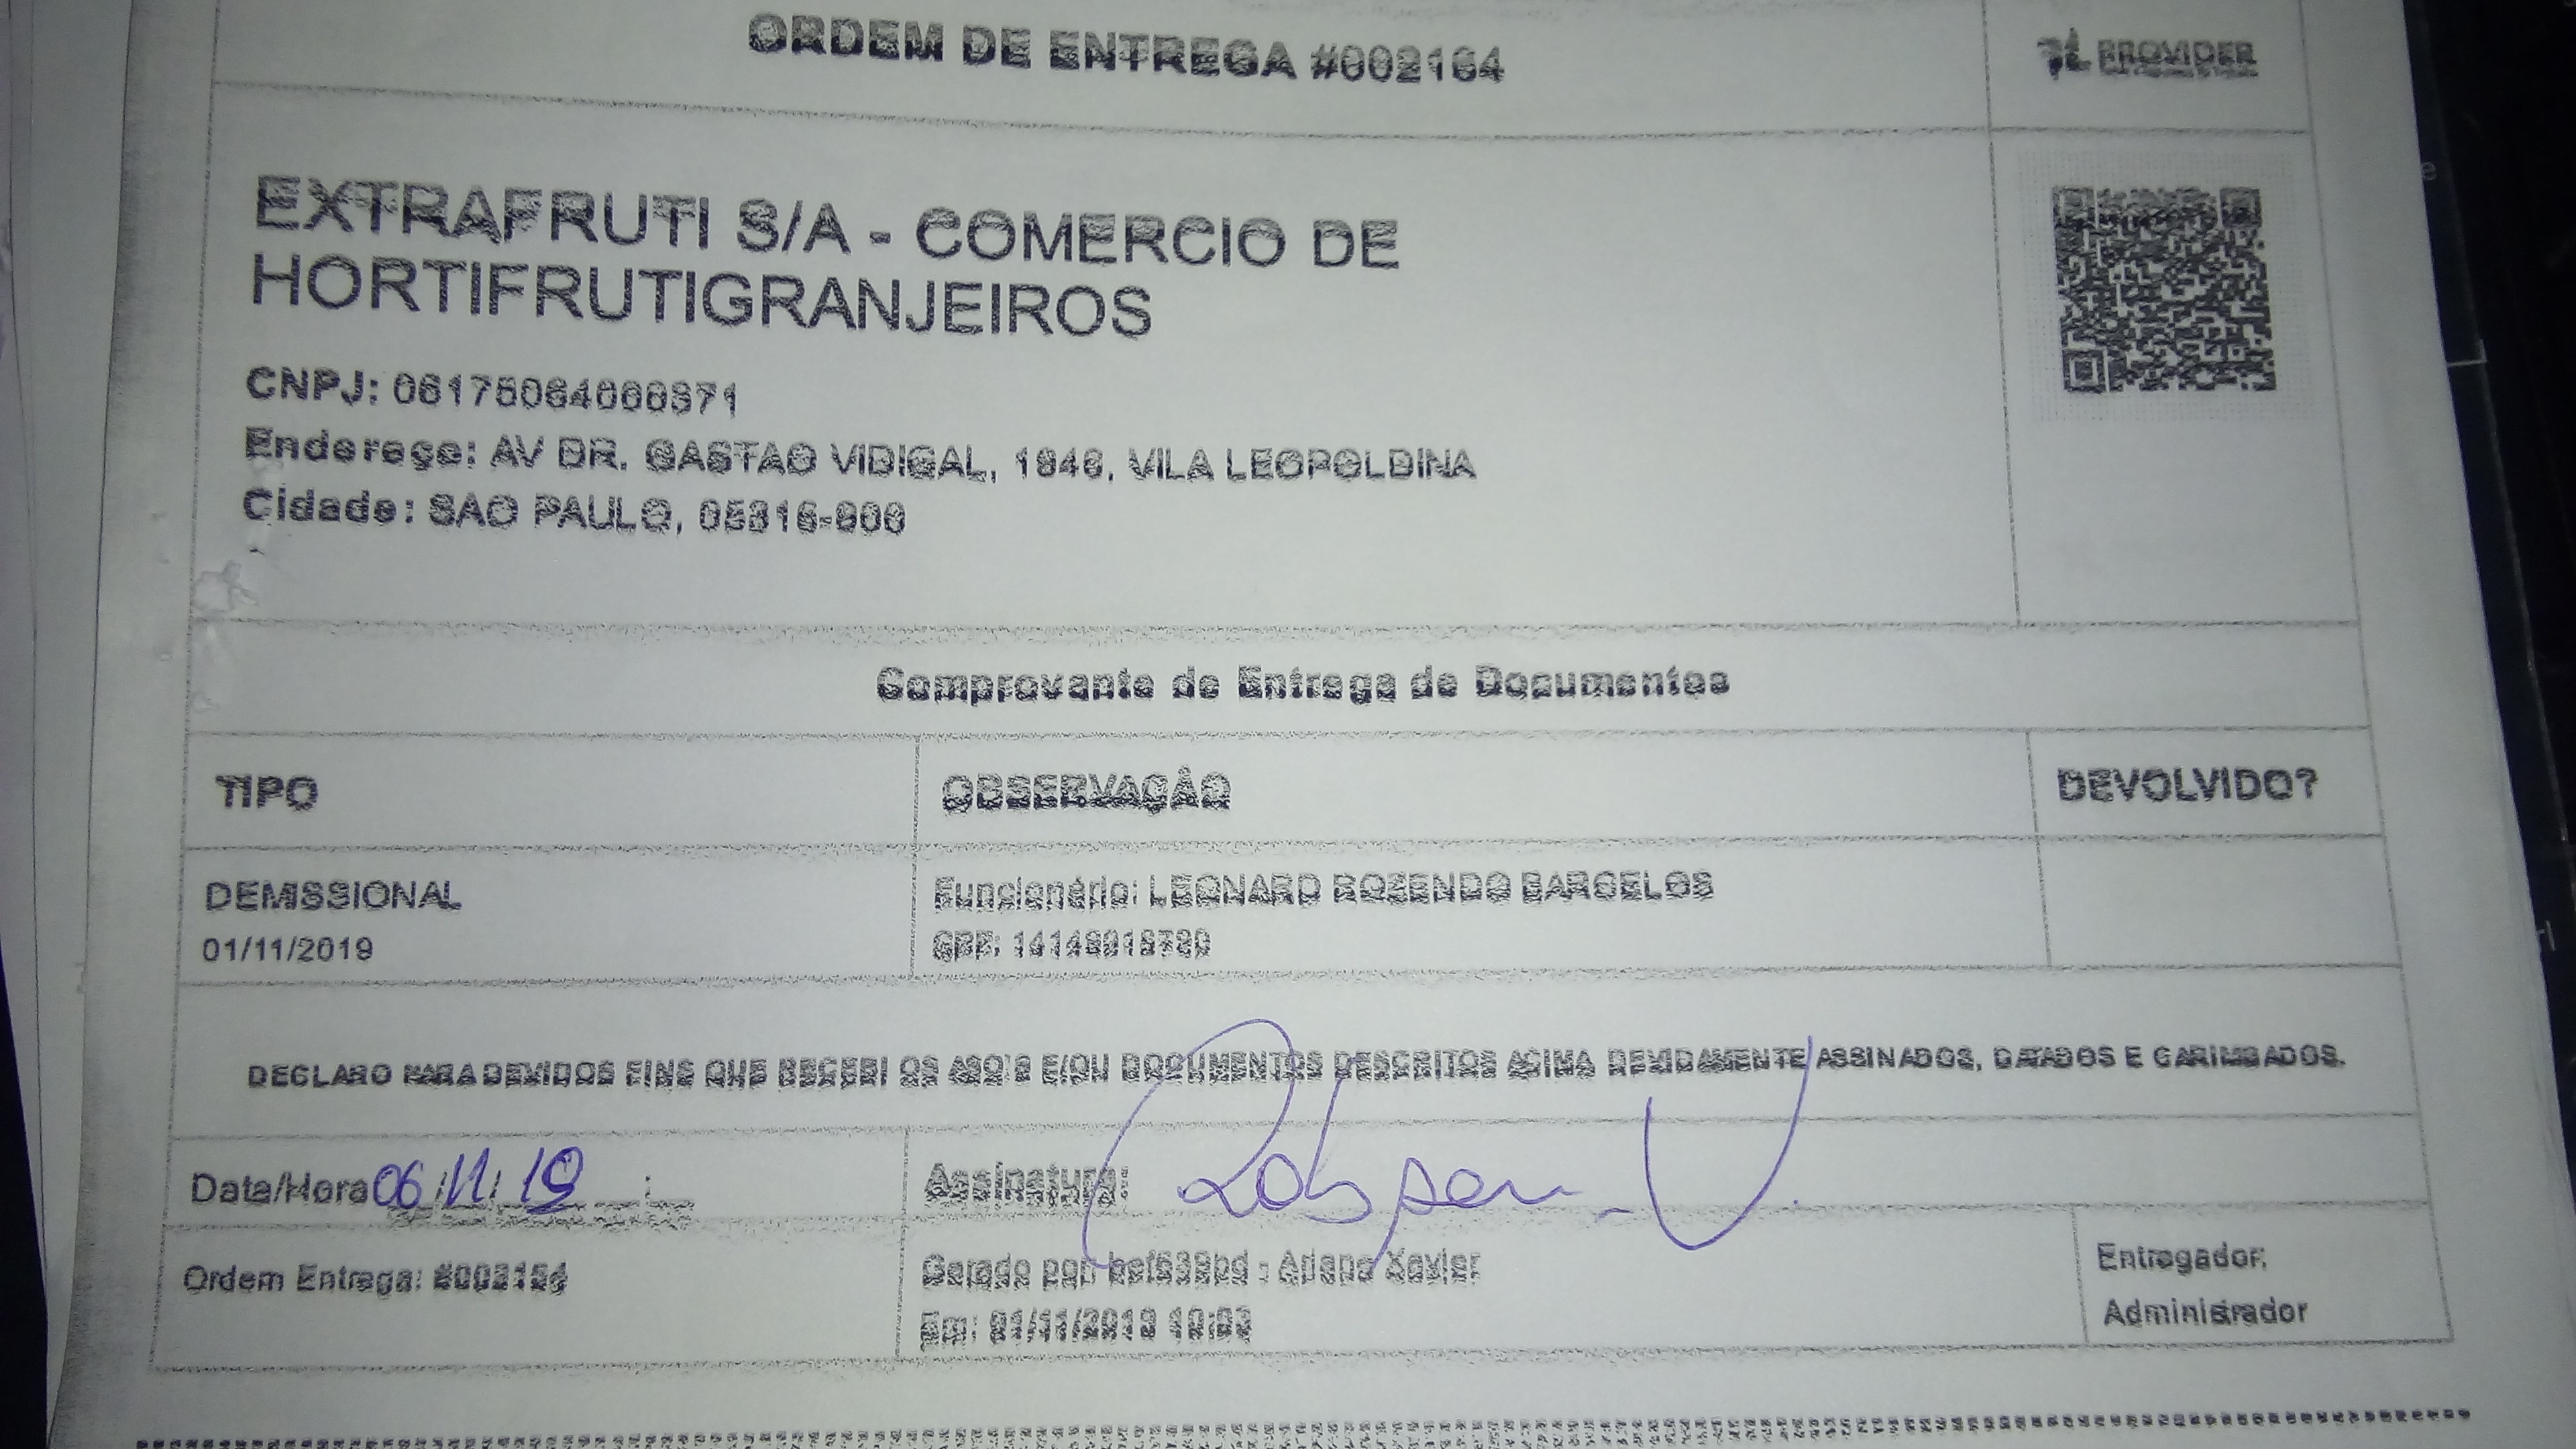 ORDEM DE ENTREGA #002164
PROVIDER
EXTRAFRUTI S/A - COMERCIO DE
HORTIFRUTIGRANJEIROS
CNPJ:
Endereço: AV DR. GASTAO VIDIGAL, 1946, VILA LEOPOLDINA
Cidade: SAO PAULO, 05316-900
Comprovante de Entrega de Documentos
TIPO
OBSERVAÇÃO
DEVOLVIDO?
DEMISSIONAL
01/11/2019
Funcionário: LEONARD ROZENDO BARCELOS
CPF:
DECLARO PARA DEVIDOS FINS QUE RECEBI OS ASO'S E/OU DOCUMENTOS DESCRITOS ACIMA DEVIDAMENTE ASSINADOS, DATADOS E CARIMBADOS.
Data/Hora 06/11/19
Assinatura: Robson V.
Ordem Entrega: #002164
Gerado por: - Ariane Xavier
Em: 01/11/2019 10:03
Entregador:
Administrador